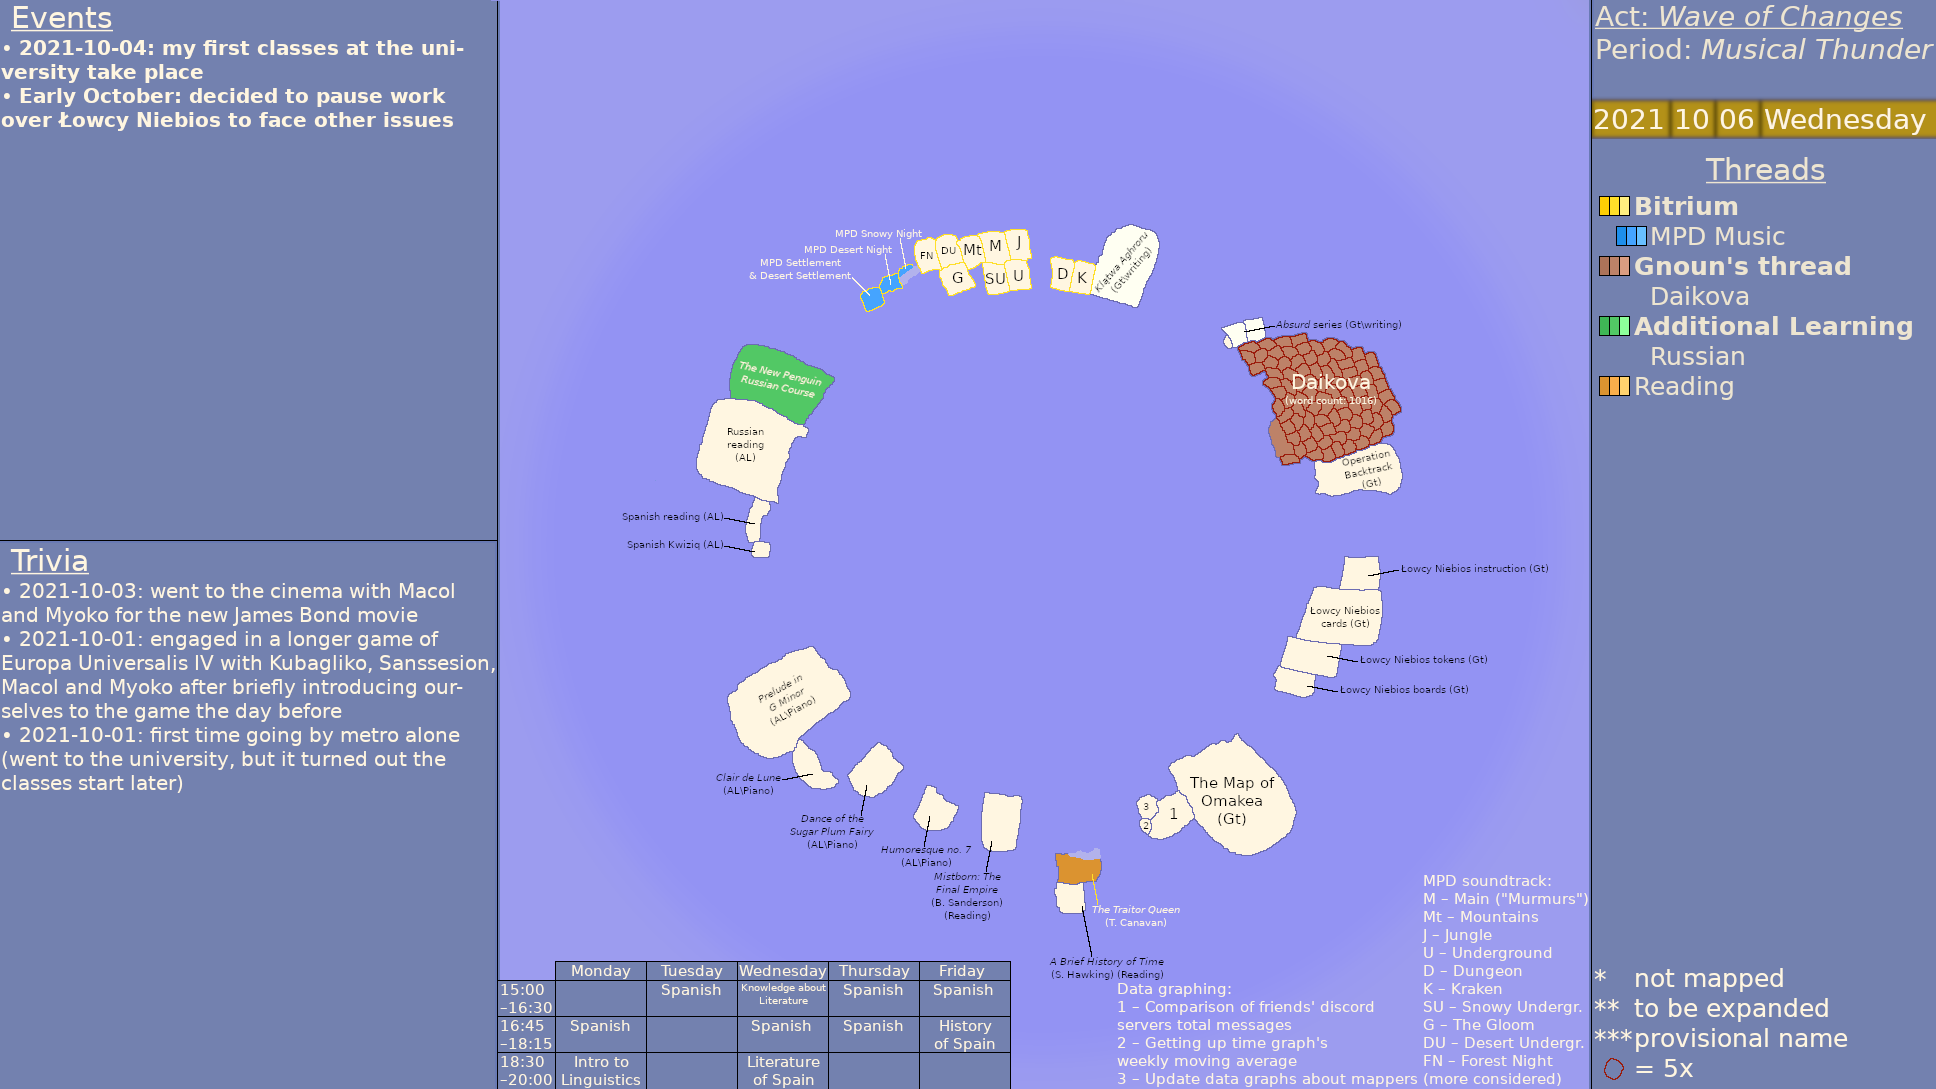 Events
• 2021-10-04: my first classes at the uni-
versity take place
• Early October: decided to pause work
over Łowcy Niebios to face other issues
Trivia
• 2021-10-03: went to the cinema with Macol
and Myoko for the new James Bond movie
• 2021-10-01: engaged in a longer game of
Europa Universalis IV with Kubagliko, Sanssesion,
Macol and Myoko after briefly introducing our-
selves to the game the day before
• 2021-10-01: first time going by metro alone
(went to the university, but it turned out the
classes start later)
MPD Snowy Night
MPD Desert Night
MPD Settlement
& Desert Settlement
FN
DU
Mt
M
J
G
SU
U
D
K
Klątwa Aghroru
(Gt\writing)
Absurd series (Gt\writing)
Daikova
(word count: 1016)
Operation
Backtrack
(Gt)
The New Penguin
Russian Course
Russian
reading
(AL)
Spanish reading (AL)
Spanish Kwiziq (AL)
Łowcy Niebios instruction (Gt)
Łowcy Niebios
cards (Gt)
Łowcy Niebios tokens (Gt)
Łowcy Niebios boards (Gt)
Prelude in
G Minor
(AL\Piano)
Clair de Lune
(AL\Piano)
Dance of the
Sugar Plum Fairy
(AL\Piano)
Humoresque no. 7
(AL\Piano)
Mistborn: The
Final Empire
(B. Sanderson)
(Reading)
The Map of
Omakea
(Gt)
3
2
1
The Traitor Queen
(T. Canavan)
A Brief History of Time
(S. Hawking) (Reading)
Monday Tuesday Wednesday Thursday Friday
15:00
–16:30
Spanish
Knowledge about
Literature
Spanish
Spanish
16:45
–18:15
Spanish
Spanish
Spanish
History
of Spain
18:30
–20:00
Intro to
Linguistics
Literature
of Spain
Data graphing:
1 – Comparison of friends' discord
servers total messages
2 – Getting up time graph's
weekly moving average
3 – Update data graphs about mappers
MPD soundtrack:
M – Main ("Murmurs")
Mt – Mountains
J – Jungle
U – Underground
D – Dungeon
K – Kraken
SU – Snowy Undergr.
G – The Gloom
DU – Desert Undergr.
FN – Forest Night
(more considered)
Act: Wave of Changes
Period: Musical Thunder
2021 10 06 Wednesday
Threads
Bitrium
MPD Music
Gnoun's thread
Daikova
Additional Learning
Russian
Reading
* not mapped
** to be expanded
*** provisional name
= 5x